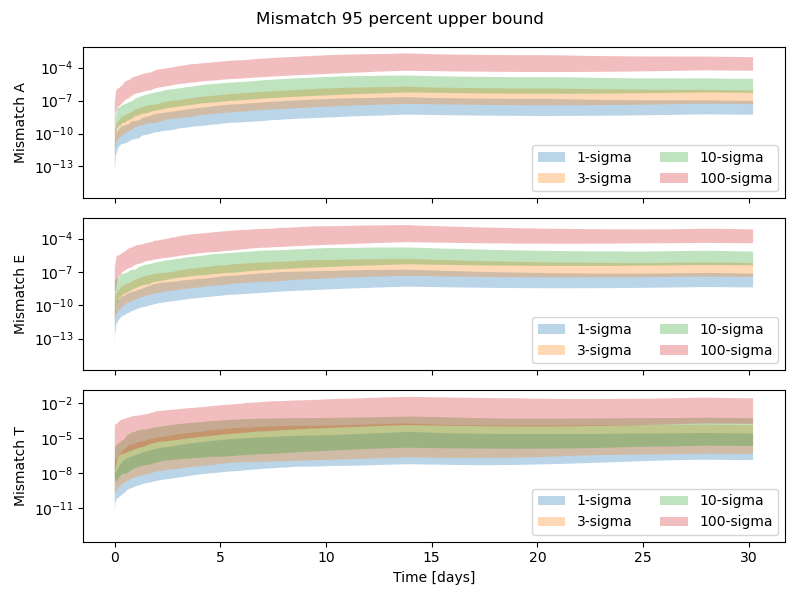 Mismatch 95 percent upper bound
Mismatch A
10⁻⁴
10⁻⁷
10⁻¹⁰
10⁻¹³
1-sigma 10-sigma
3-sigma 100-sigma
Mismatch E
10⁻⁴
10⁻⁷
10⁻¹⁰
10⁻¹³
1-sigma 10-sigma
3-sigma 100-sigma
Mismatch T
10⁻²
10⁻⁵
10⁻⁸
10⁻¹¹
1-sigma 10-sigma
3-sigma 100-sigma
0 5 10 15 20 25 30
Time [days]